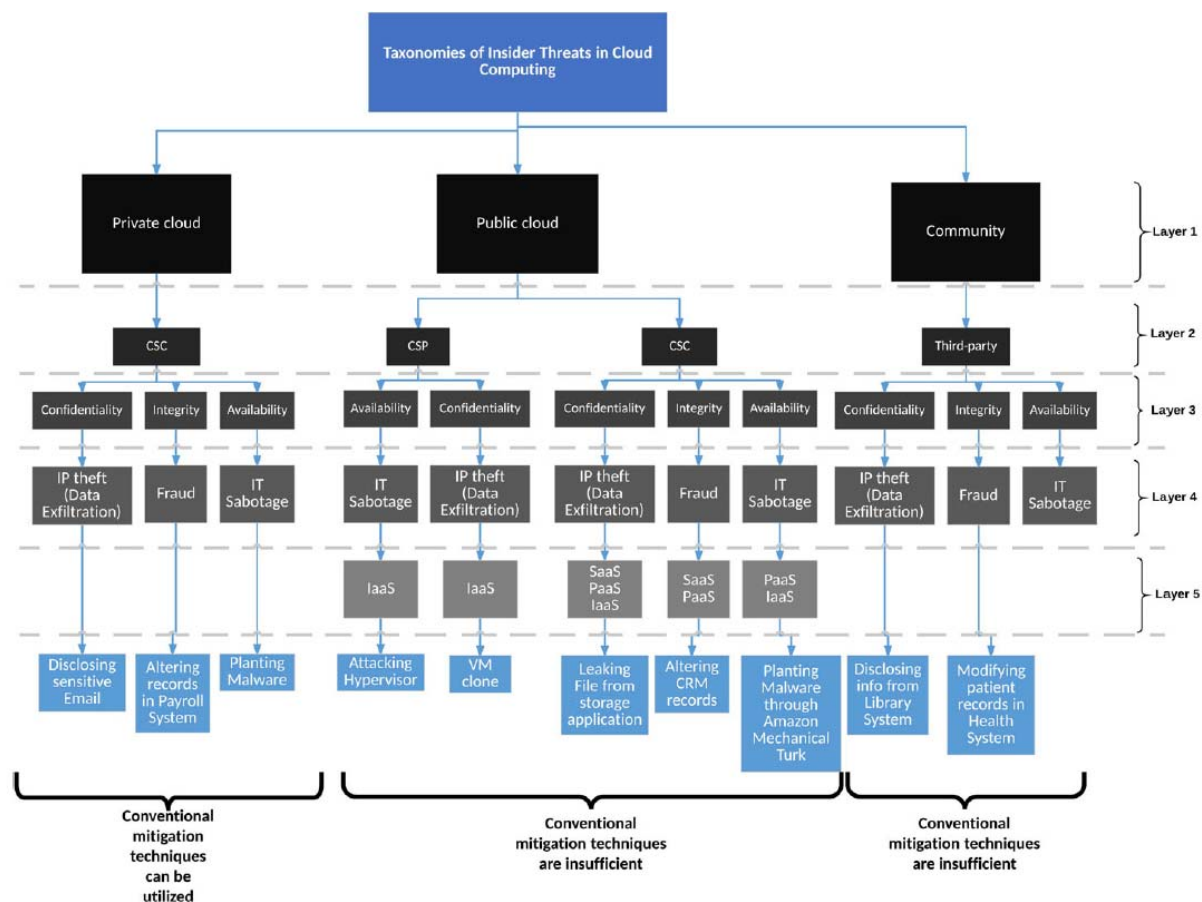 Taxonomies of Insider Threats in Cloud
Computing
Private cloud
Public cloud
Community
Layer 1
CSC
CSP
CSC
Third-party
Layer 2
Confidentiality
Integrity
Availability
Availability
Confidentiality
Confidentiality
Integrity
Availability
Confidentiality
Integrity
Availability
Layer 3
IP theft
(Data
Exfiltration)
Fraud
IT
Sabotage
IT
Sabotage
IP theft
(Data
Exfiltration)
IP theft
(Data
Exfiltration)
Fraud
IT
Sabotage
IP theft
(Data
Exfiltration)
Fraud
IT
Sabotage
Layer 4
IaaS
IaaS
SaaS
PaaS
IaaS
SaaS
PaaS
PaaS
IaaS
Layer 5
Disclosing
sensitive
Email
Altering
records
in Payroll
System
Planting
Malware
Attacking
Hypervisor
VM
clone
Leaking
File from
storage
application
Altering
CRM
records
Planting
Malware
through
Amazon
Mechanical
Turk
Disclosing
info from
Library
System
Modifying
patient
records in
Health
System
Conventional
mitigation
techniques
can be
utilized
Conventional
mitigation techniques
are insufficient
Conventional
mitigation techniques
are insufficient